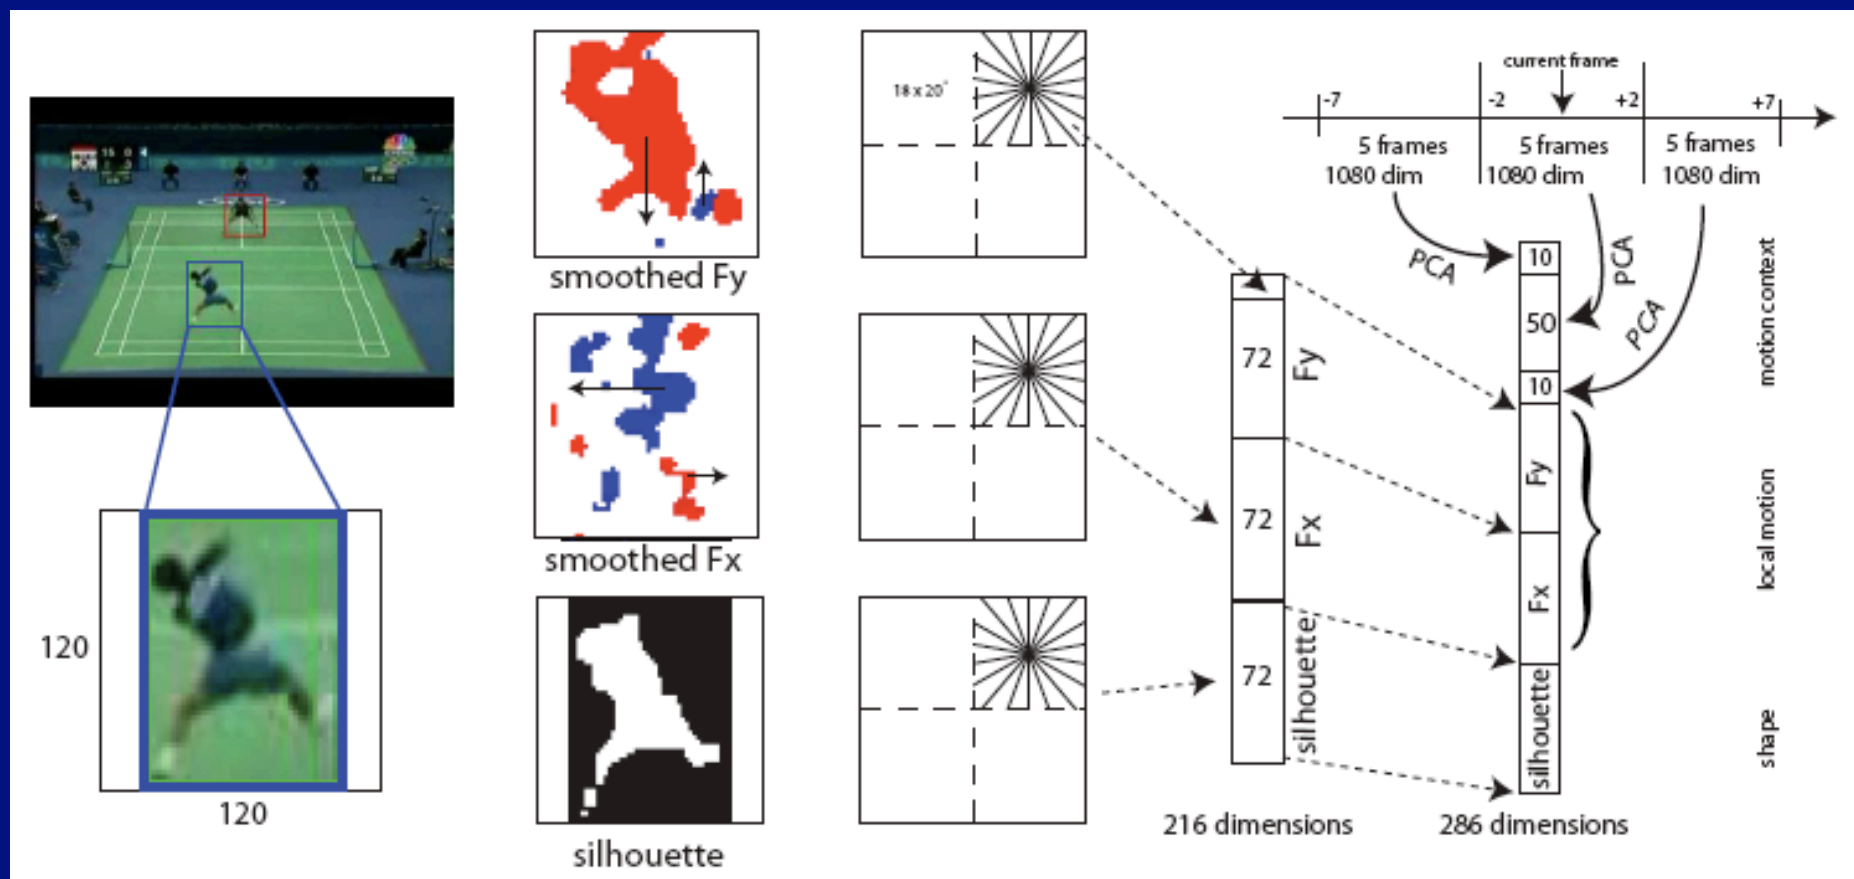 15 0
120
120
smoothed Fy
smoothed Fx
silhouette
18 x 20°
72
Fy
72
Fx
72
silhouette
216 dimensions
current frame
-7
-2
+2
+7
5 frames
1080 dim
5 frames
1080 dim
5 frames
1080 dim
PCA
PCA
PCA
10
50
10
Fy
Fx
silhouette
286 dimensions
motion context
local motion
shape